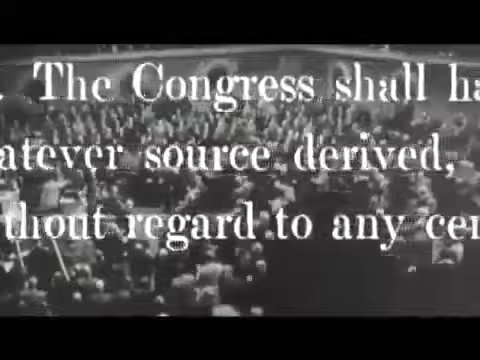 . The Congress shall ha
atever source derived,
thout regard to any cen